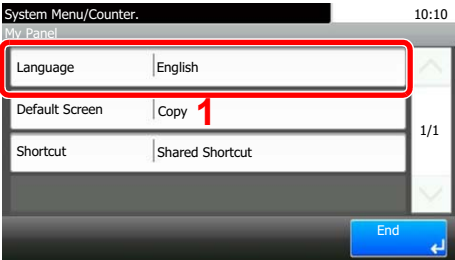 System Menu/Counter. 10:10
My Panel
Language English
Default Screen Copy 1
1/1
Shortcut Shared Shortcut
End